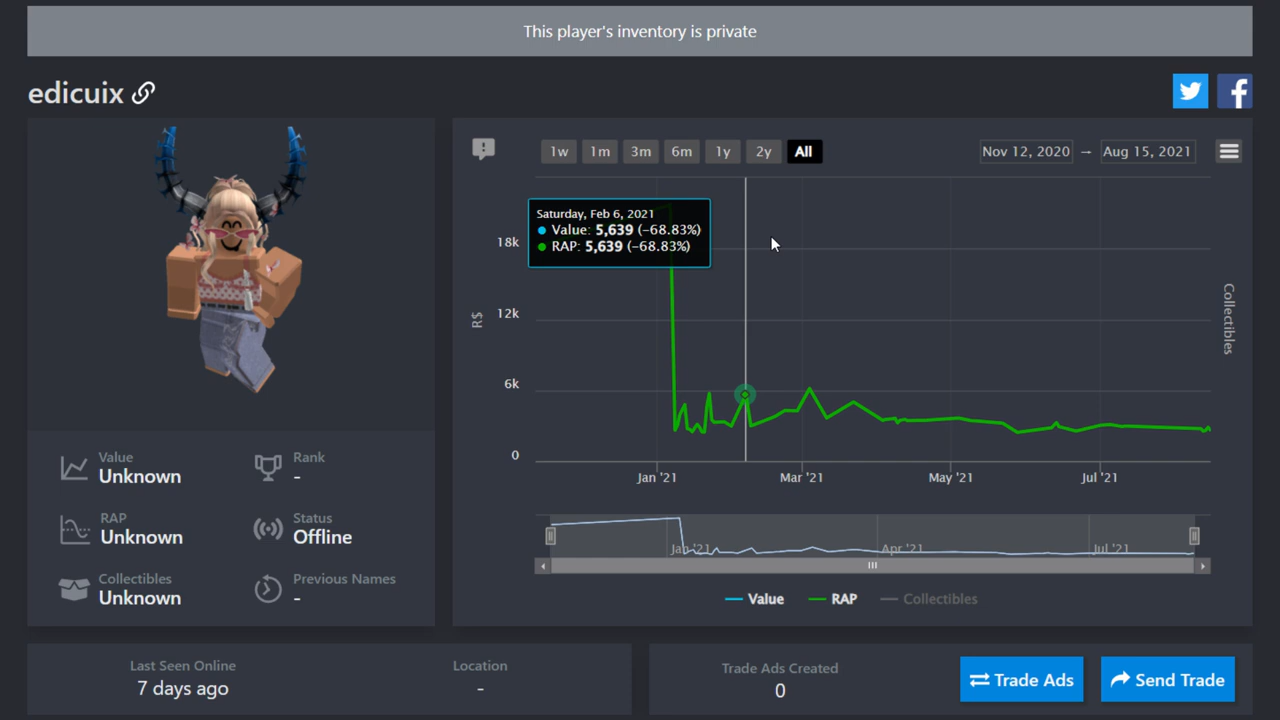 This player's inventory is private
edicuix
1w 1m 3m 6m 1y 2y All
Nov 12, 2020 → Aug 15, 2021
Saturday, Feb 6, 2021
Value: 5,639 (−68.83%)
RAP: 5,639 (−68.83%)
18k
12k
6k
0
R$
Collectibles
Jan '21 Mar '21 May '21 Jul '21
Jan '21 Apr '21 Jul '21
Value RAP Collectibles
Value
Unknown
Rank
-
RAP
Unknown
Status
Offline
Collectibles
Unknown
Previous Names
-
Last Seen Online
7 days ago
Location
-
Trade Ads Created
0
Trade Ads
Send Trade